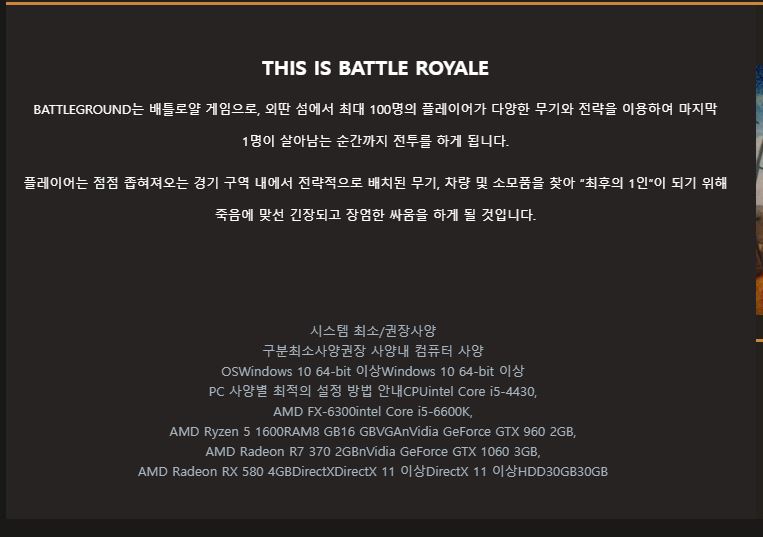 THIS IS BATTLE ROYALE
BATTLEGROUND는 배틀로얄 게임으로, 외딴 섬에서 최대 100명의 플레이어가 다양한 무기와 전략을 이용하여 마지막
1명이 살아남는 순간까지 전투를 하게 됩니다.
플레이어는 점점 좁혀져오는 경기 구역 내에서 전략적으로 배치된 무기, 차량 및 소모품을 찾아 “최후의 1인”이 되기 위해
죽음에 맞선 긴장되고 장엄한 싸움을 하게 될 것입니다.
시스템 최소/권장사양
구분최소사양권장 사양내 컴퓨터 사양
OSWindows 10 64-bit 이상Windows 10 64-bit 이상
PC 사양별 최적의 설정 방법 안내CPUintel Core i5-4430,
AMD FX-6300intel Core i5-6600K,
AMD Ryzen 5 1600RAM8 GB16 GBVGAnVidia GeForce GTX 960 2GB,
AMD Radeon R7 370 2GBnVidia GeForce GTX 1060 3GB,
AMD Radeon RX 580 4GBDirectXDirectX 11 이상DirectX 11 이상HDD30GB30GB